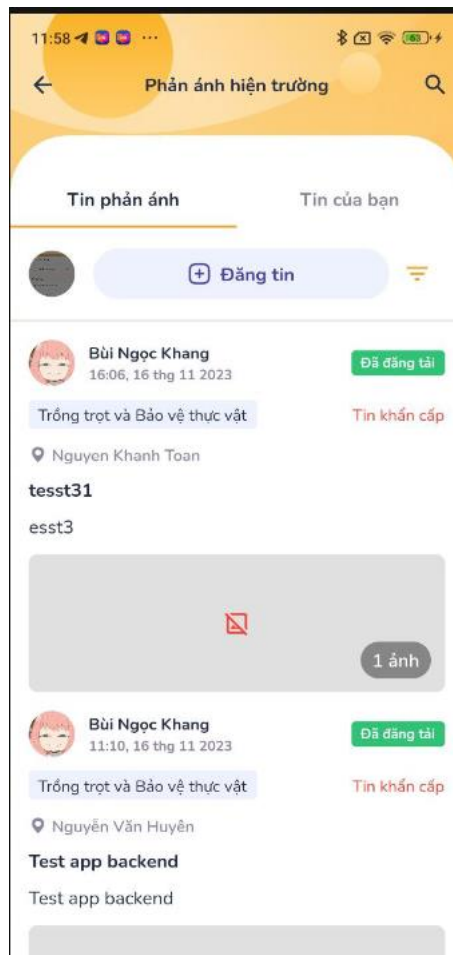 11:58
63
Phản ánh hiện trường
Tin phản ánh
Tin của bạn
Đăng tin
Bùi Ngọc Khang
Đã đăng tải
16:06, 16 thg 11 2023
Trồng trọt và Bảo vệ thực vật
Tin khẩn cấp
Nguyen Khanh Toan
tesst31
esst3
1 ảnh
Bùi Ngọc Khang
Đã đăng tải
11:10, 16 thg 11 2023
Trồng trọt và Bảo vệ thực vật
Tin khẩn cấp
Nguyễn Văn Huyên
Test app backend
Test app backend